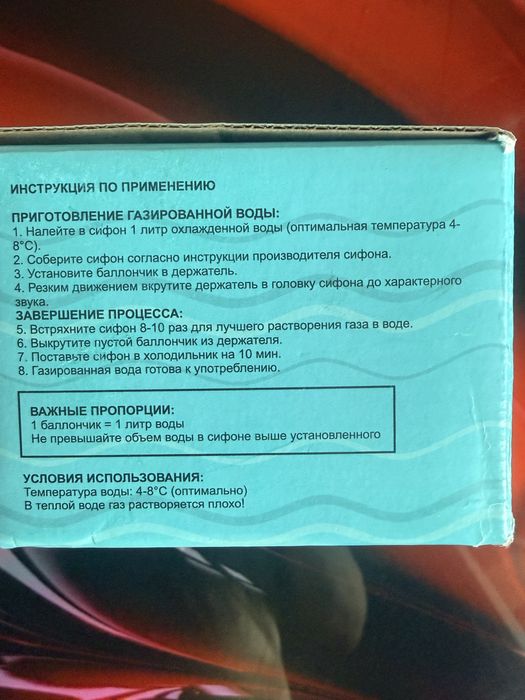 ИНСТРУКЦИЯ ПО ПРИМЕНЕНИЮ
ПРИГОТОВЛЕНИЕ ГАЗИРОВАННОЙ ВОДЫ:
1. Налейте в сифон 1 литр охлажденной воды (оптимальная температура 4-
8°С).
2. Соберите сифон согласно инструкции производителя сифона.
3. Установите баллончик в держатель.
4. Резким движением вкрутите держатель в головку сифона до характерного
звука.
ЗАВЕРШЕНИЕ ПРОЦЕССА:
5. Встряхните сифон 8-10 раз для лучшего растворения газа в воде.
6. Выкрутите пустой баллончик из держателя.
7. Поставьте сифон в холодильник на 10 мин.
8. Газированная вода готова к употреблению.
ВАЖНЫЕ ПРОПОРЦИИ:
1 баллончик = 1 литр воды
Не превышайте объем воды в сифоне выше установленного
УСЛОВИЯ ИСПОЛЬЗОВАНИЯ:
Температура воды: 4-8°С (оптимально)
В теплой воде газ растворяется плохо!